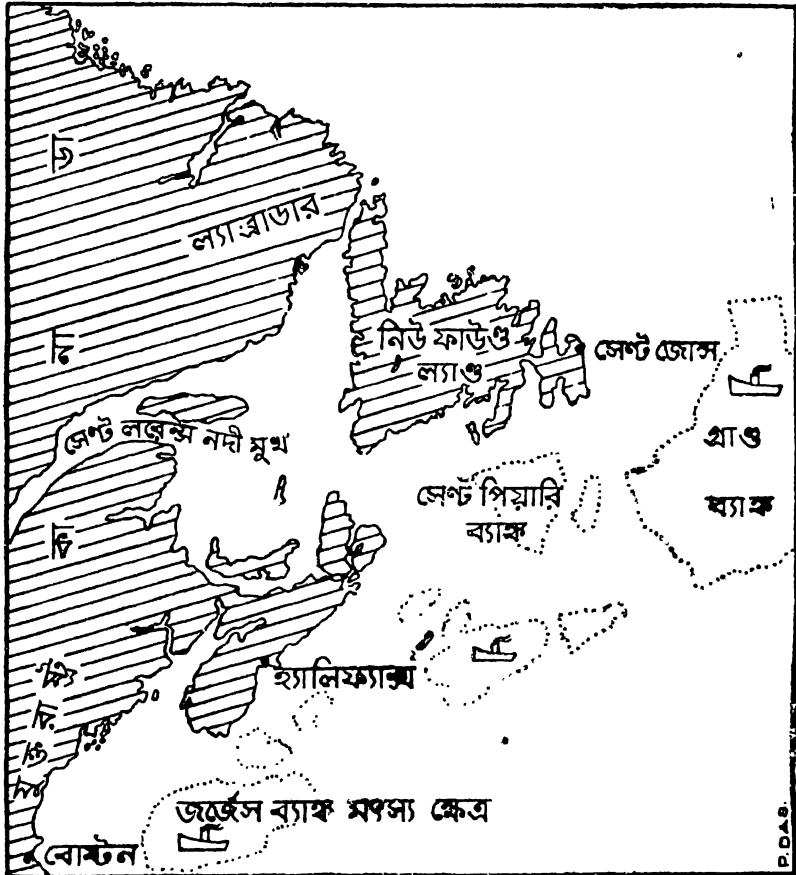 ল্যাব্রাডার
নিউ ফাউণ্ড
ল্যাণ্ড
সেণ্ট জোন্স
গ্রাণ্ড
ব্যাঙ্ক
সেণ্ট লরেন্স নদী মুখ
সেণ্ট পিয়ারি
ব্যাঙ্ক
হ্যালিফ্যাক্স
জর্জেস ব্যাঙ্ক মৎস্য ক্ষেত্র
বোষ্টন
P. DAS.